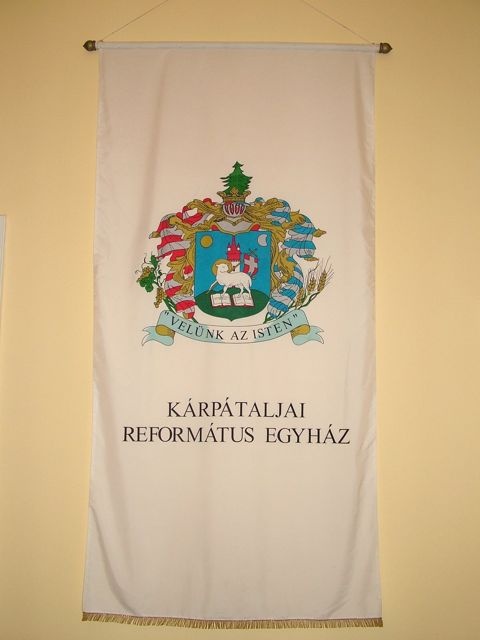 "VELÜNK AZ ISTEN"
KÁRPÁTALJAI
REFORMÁTUS EGYHÁZ